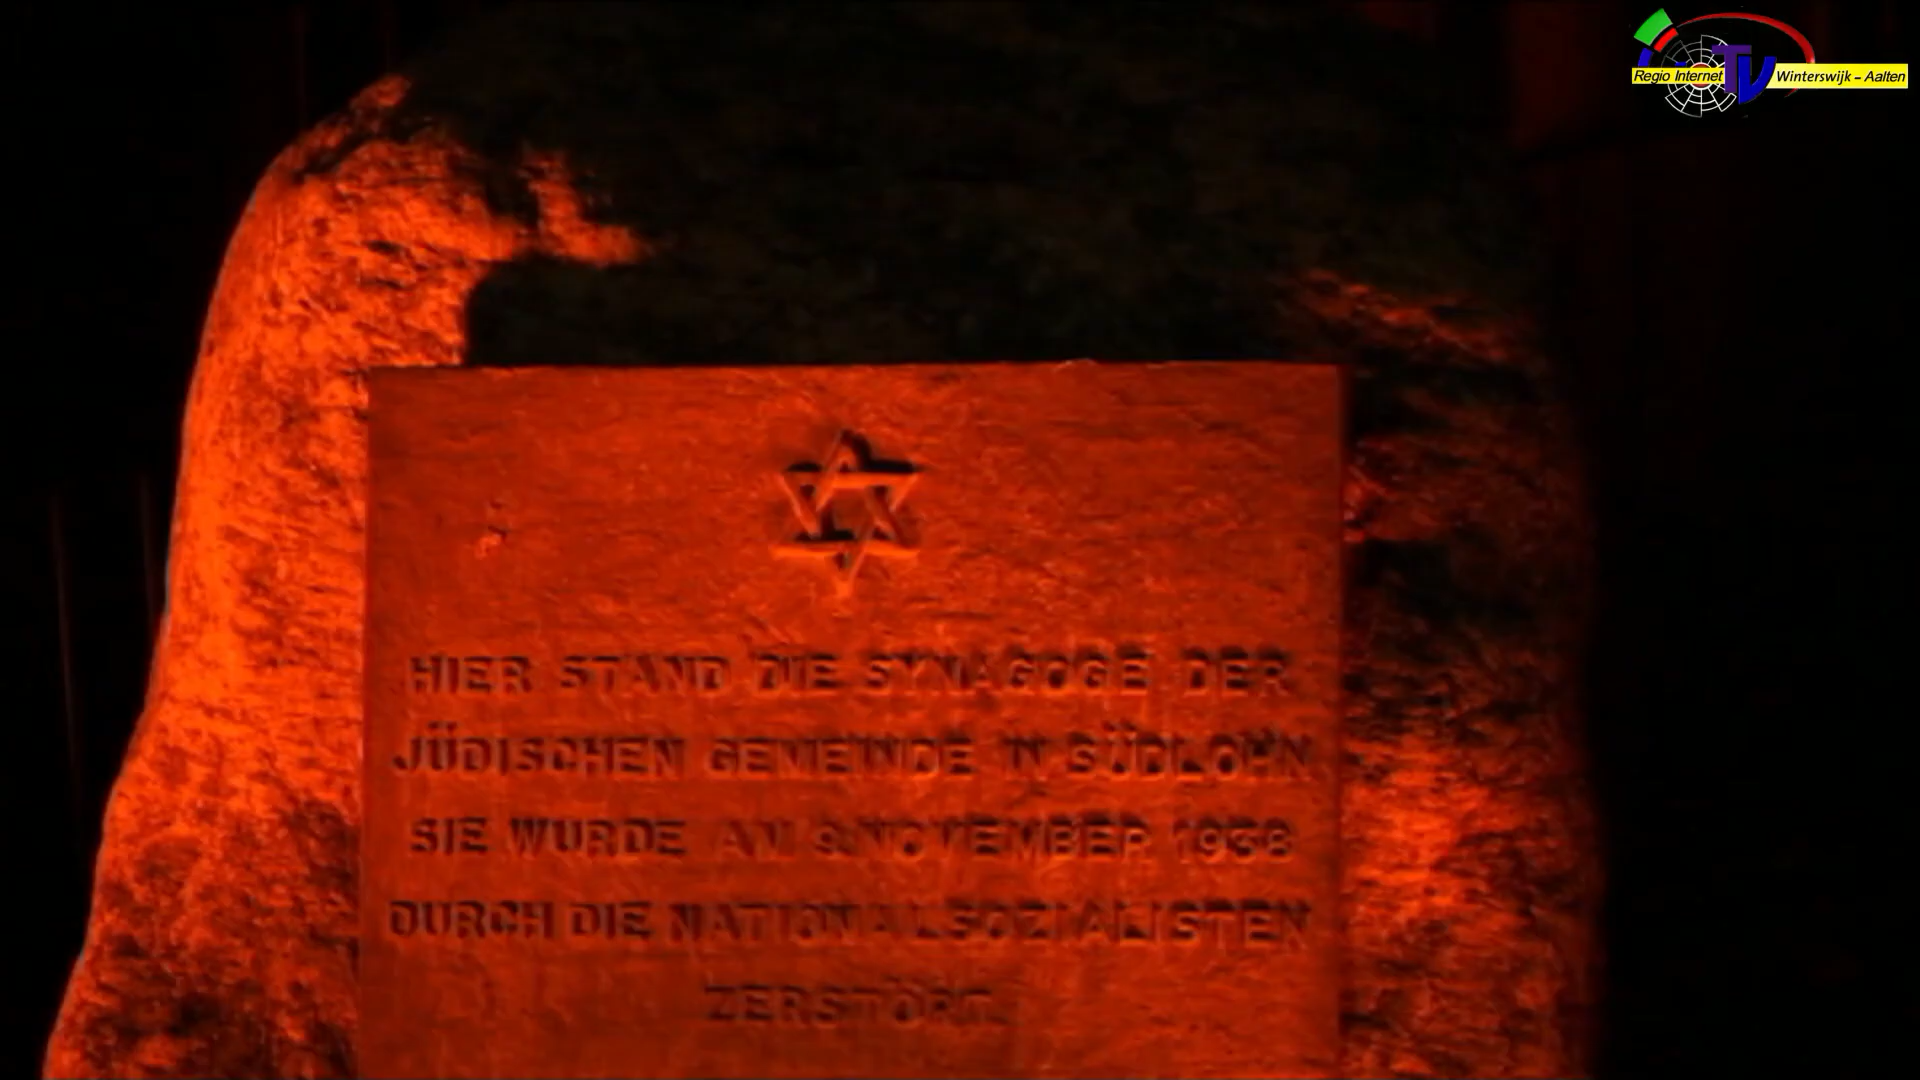 Regio Internet TV Winterswijk - Aalten
HIER STAND DIE SYNAGOGE DER
JÜDISCHEN GEMEINDE IN SÜDLOHN
SIE WURDE AM 9.NOVEMBER 1938
DURCH DIE NATIONALSOZIALISTEN
ZERSTÖRT.